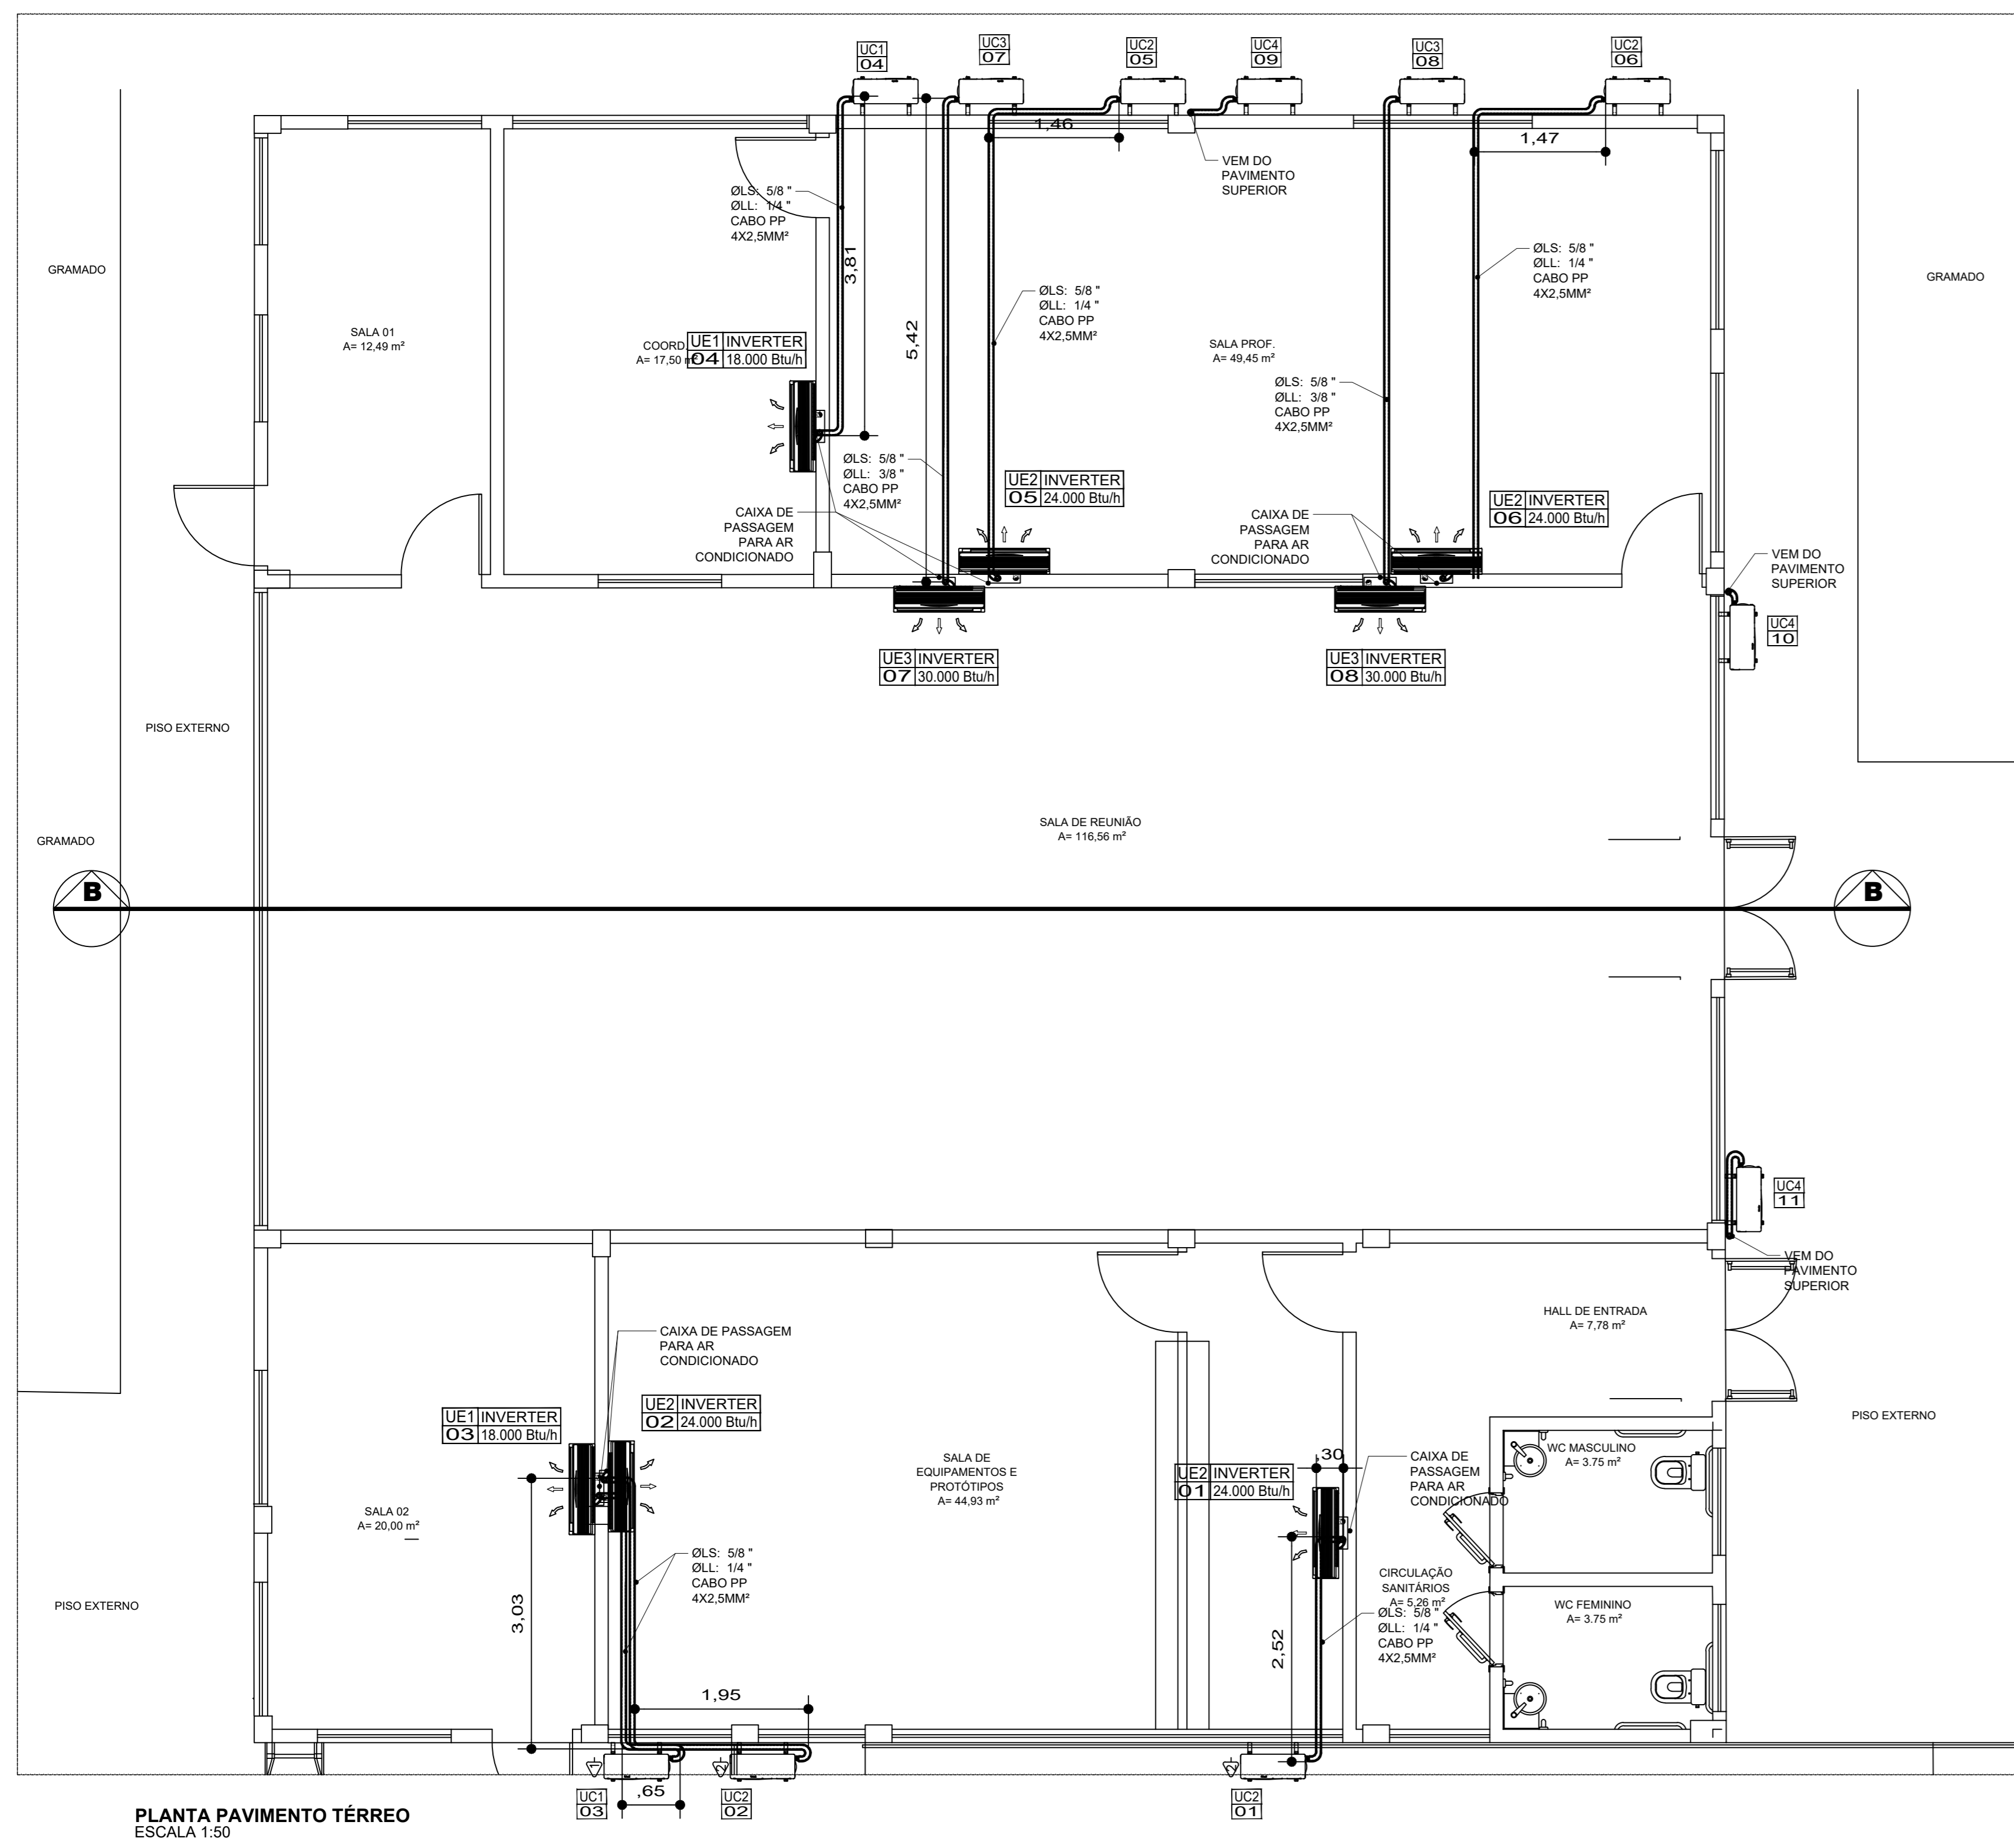 UC1
04
UC3
07
UC2
05
UC4
09
UC3
08
UC2
06
1,46
1,47
VEM DO
PAVIMENTO
SUPERIOR
ØLS: 5/8 "
ØLL: 1/4 "
CABO PP
4X2,5MM²
3,81
5,42
ØLS: 5/8 "
ØLL: 1/4 "
CABO PP
4X2,5MM²
ØLS: 5/8 "
ØLL: 1/4 "
CABO PP
4X2,5MM²
GRAMADO
GRAMADO
SALA 01
A= 12,49 m²
COORD.
A= 17,50 m²
UE1 INVERTER
04 18.000 Btu/h
SALA PROF.
A= 49,45 m²
ØLS: 5/8 "
ØLL: 3/8 "
CABO PP
4X2,5MM²
ØLS: 5/8 "
ØLL: 3/8 "
CABO PP
4X2,5MM²
UE2 INVERTER
05 24.000 Btu/h
UE2 INVERTER
06 24.000 Btu/h
CAIXA DE
PASSAGEM
PARA AR
CONDICIONADO
CAIXA DE
PASSAGEM
PARA AR
CONDICIONADO
VEM DO
PAVIMENTO
SUPERIOR
UC4
10
UE3 INVERTER
07 30.000 Btu/h
UE3 INVERTER
08 30.000 Btu/h
PISO EXTERNO
SALA DE REUNIÃO
A= 116,56 m²
GRAMADO
B
B
UC4
11
VEM DO
PAVIMENTO
SUPERIOR
HALL DE ENTRADA
A= 7,78 m²
CAIXA DE PASSAGEM
PARA AR
CONDICIONADO
UE1 INVERTER
03 18.000 Btu/h
UE2 INVERTER
02 24.000 Btu/h
PISO EXTERNO
SALA DE
EQUIPAMENTOS E
PROTÓTIPOS
A= 44,93 m²
UE2 INVERTER
01 24.000 Btu/h
,30
CAIXA DE
PASSAGEM
PARA AR
CONDICIONADO
WC MASCULINO
A= 3.75 m²
SALA 02
A= 20,00 m²
ØLS: 5/8 "
ØLL: 1/4 "
CABO PP
4X2,5MM²
3,03
2,52
CIRCULAÇÃO
SANITÁRIOS
A= 5,26 m²
ØLS: 5/8 "
ØLL: 1/4 "
CABO PP
4X2,5MM²
WC FEMININO
A= 3.75 m²
PISO EXTERNO
1,95
1
2
2
UC1
03
,65
UC2
02
UC2
01
PLANTA PAVIMENTO TÉRREO
ESCALA 1:50